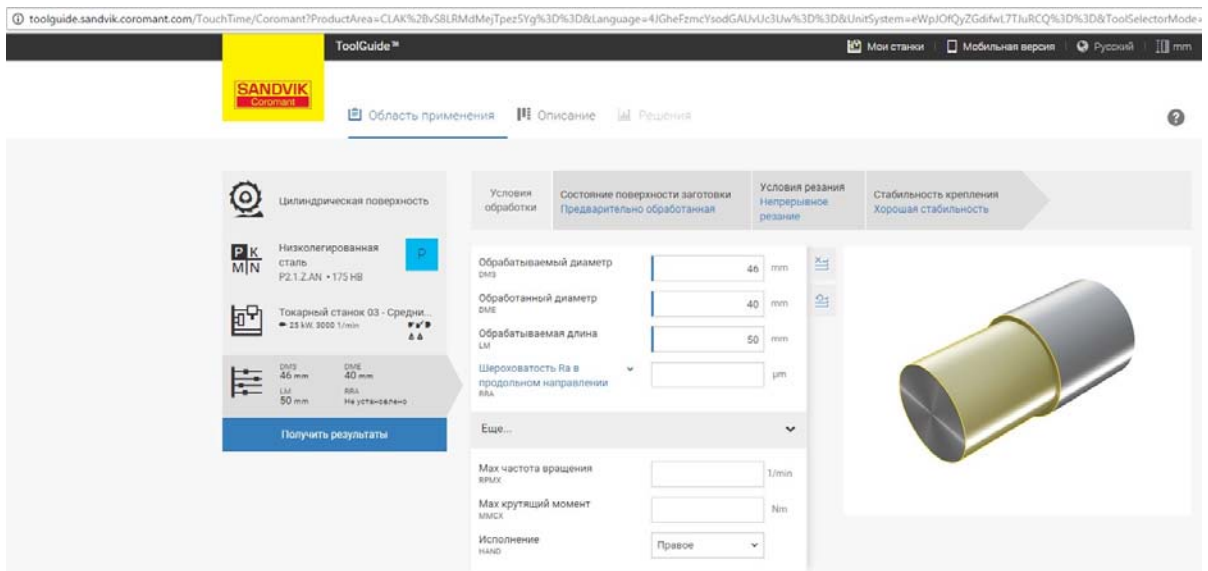 toolguide.sandvik.coromant.com/TouchTime/Coromant?ProductArea=CLAK%2BvS8LRMdMejTpez5Yg%3D%3D&Language=4JGheFzmcYsodGAUvUc3Uw%3D%3D&UnitSystem=eWpJOfQyZGdifwL7TJuRCQ%3D%3D&ToolSelectorMode=
ToolGuide™
Мои станки
Мобильная версия
Русский
mm
SANDVIK
Coromant
Область применения
Описание
Решения
?
Цилиндрическая поверхность
P K
M N
Низколегированная
сталь
P2.1.Z.AN • 175 HB
P
Токарный станок 03 - Средни...
25 kW, 3000 1/min
DM3
46 mm
DME
40 mm
LM
50 mm
RRA
Не установлено
Получить результаты
Условия
обработки
Состояние поверхности заготовки
Предварительно обработанная
Условия резания
Непрерывное
резание
Стабильность крепления
Хорошая стабильность
Обрабатываемый диаметр
DM3
46 mm
Обработанный диаметр
DME
40 mm
Обрабатываемая длина
LM
50 mm
Шероховатость Ra в
продольном направлении
RRA
µm
Еще...
Max частота вращения
RPMX
1/min
Max крутящий момент
MMCX
Nm
Исполнение
HAND
Правое